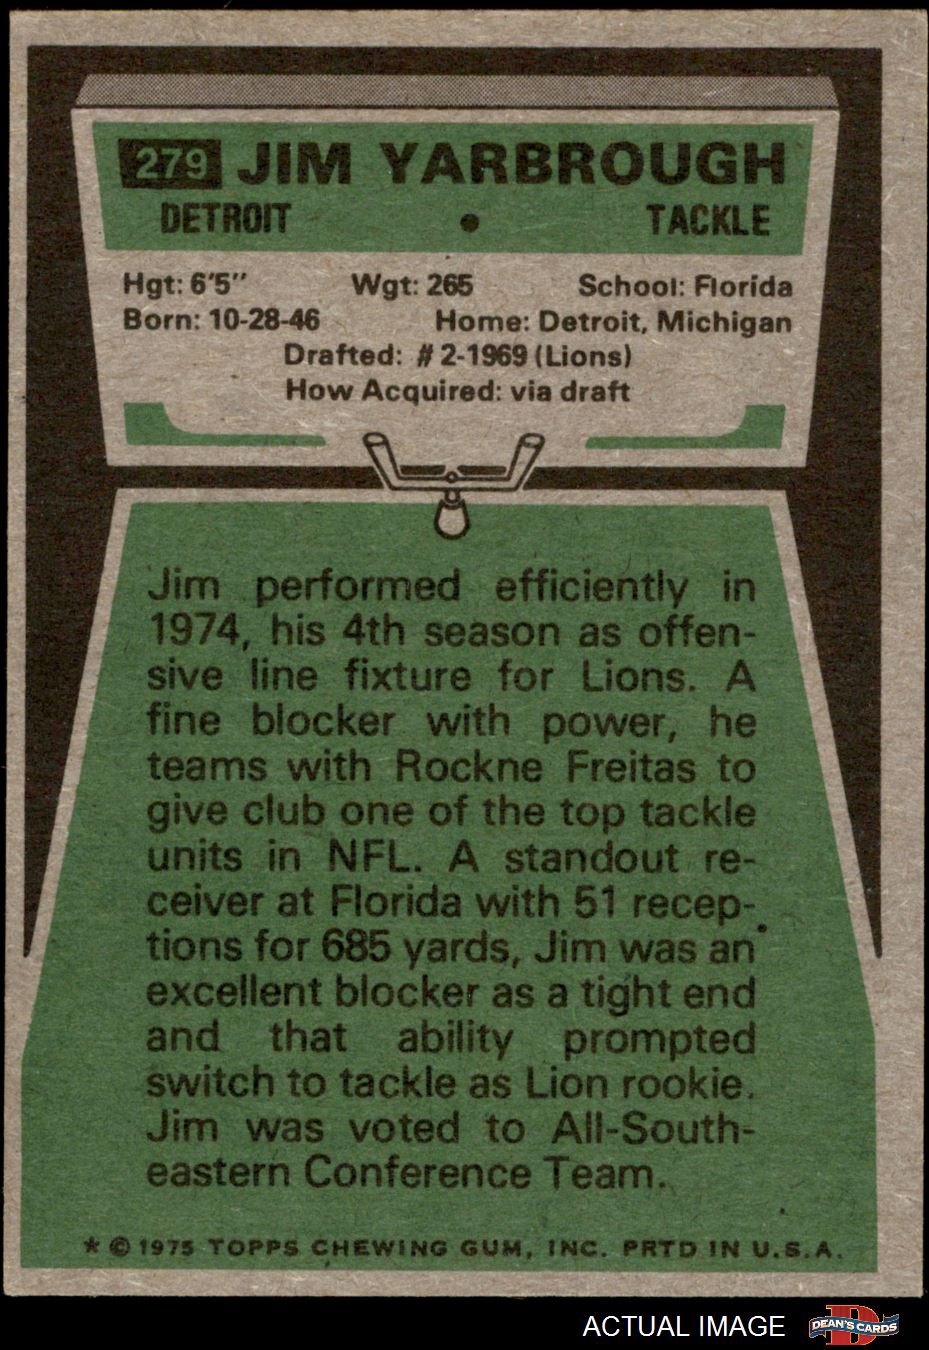 279 JIM YARBROUGH
DETROIT • TACKLE
Hgt: 6'5" Wgt: 265 School: Florida
Born: 10-28-46 Home: Detroit, Michigan
Drafted: #2-1969 (Lions)
How Acquired: via draft
Jim performed efficiently in
1974, his 4th season as offen-
sive line fixture for Lions. A
fine blocker with power, he
teams with Rockne Freitas to
give club one of the top tackle
units in NFL. A standout re-
ceiver at Florida with 51 recep-
tions for 685 yards, Jim was an
excellent blocker as a tight end
and that ability prompted
switch to tackle as Lion rookie.
Jim was voted to All-South-
eastern Conference Team.
* © 1975 TOPPS CHEWING GUM, INC. PRTD IN U.S.A.
ACTUAL IMAGE D DEAN'S CARDS